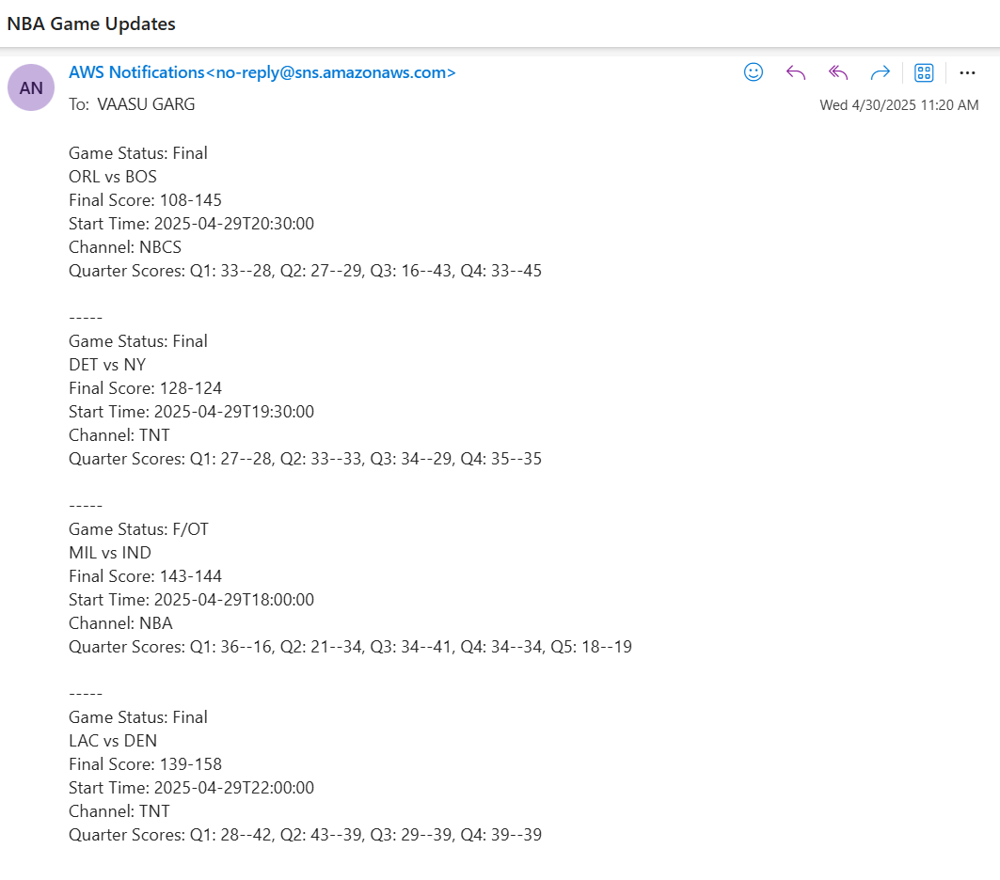 NBA Game Updates
AN
AWS Notifications<no-reply@sns.amazonaws.com>
To: VAASU GARG
Wed 4/30/2025 11:20 AM
Game Status: Final
ORL vs BOS
Final Score: 108-145
Start Time: 2025-04-29T20:30:00
Channel: NBCS
Quarter Scores: Q1: 33--28, Q2: 27--29, Q3: 16--43, Q4: 33--45
-----
Game Status: Final
DET vs NY
Final Score: 128-124
Start Time: 2025-04-29T19:30:00
Channel: TNT
Quarter Scores: Q1: 27--28, Q2: 33--33, Q3: 34--29, Q4: 35--35
-----
Game Status: F/OT
MIL vs IND
Final Score: 143-144
Start Time: 2025-04-29T18:00:00
Channel: NBA
Quarter Scores: Q1: 36--16, Q2: 21--34, Q3: 34--41, Q4: 34--34, Q5: 18--19
-----
Game Status: Final
LAC vs DEN
Final Score: 139-158
Start Time: 2025-04-29T22:00:00
Channel: TNT
Quarter Scores: Q1: 28--42, Q2: 43--39, Q3: 29--39, Q4: 39--39